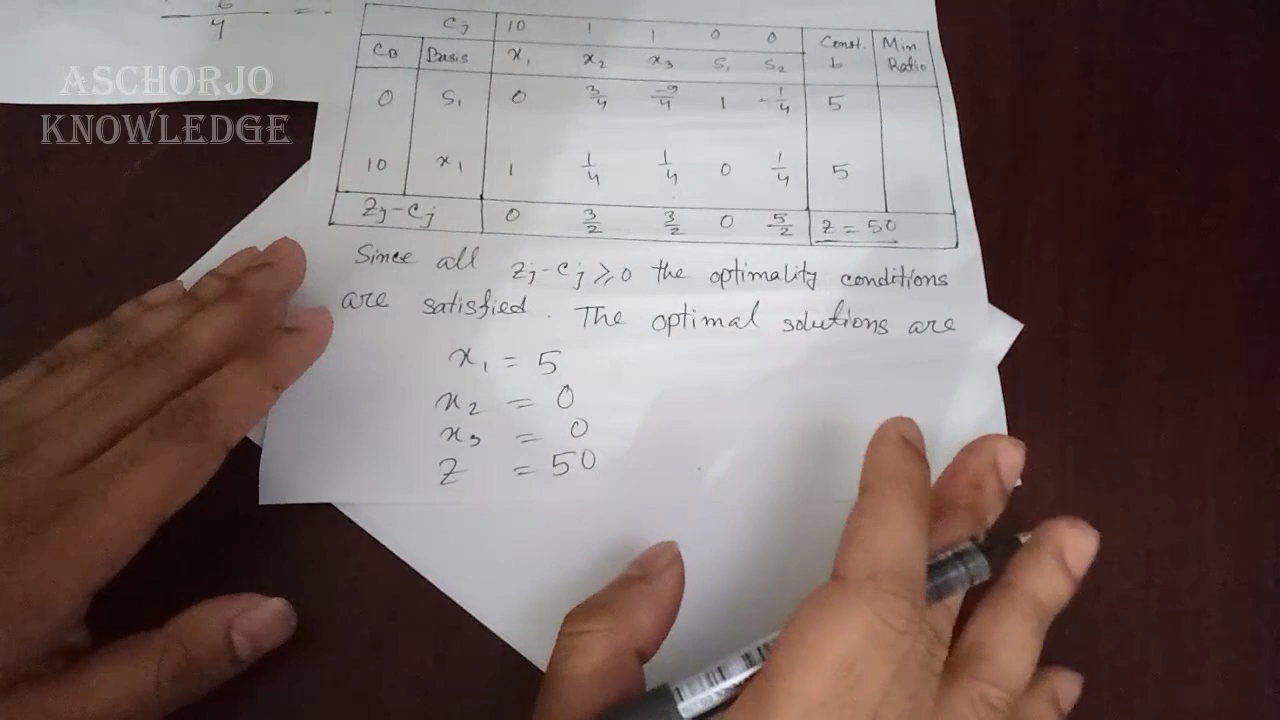 6/4 = -
ASCHORJO
KNOWLEDGE
Cj 10 1 1 0 0 Const. b Min. Ratio
CB Basis x1 x2 x3 S1 S2
0 S1 0 3/4 -9/4 1 -1/4 5
10 x1 1 1/4 1/4 0 1/4 5
Zj-Cj 0 3/2 3/2 0 5/2 Z = 50
Since all Zj-Cj ≥ 0 the optimality conditions
are satisfied. The optimal solutions are
x1 = 5
x2 = 0
x3 = 0
Z = 50